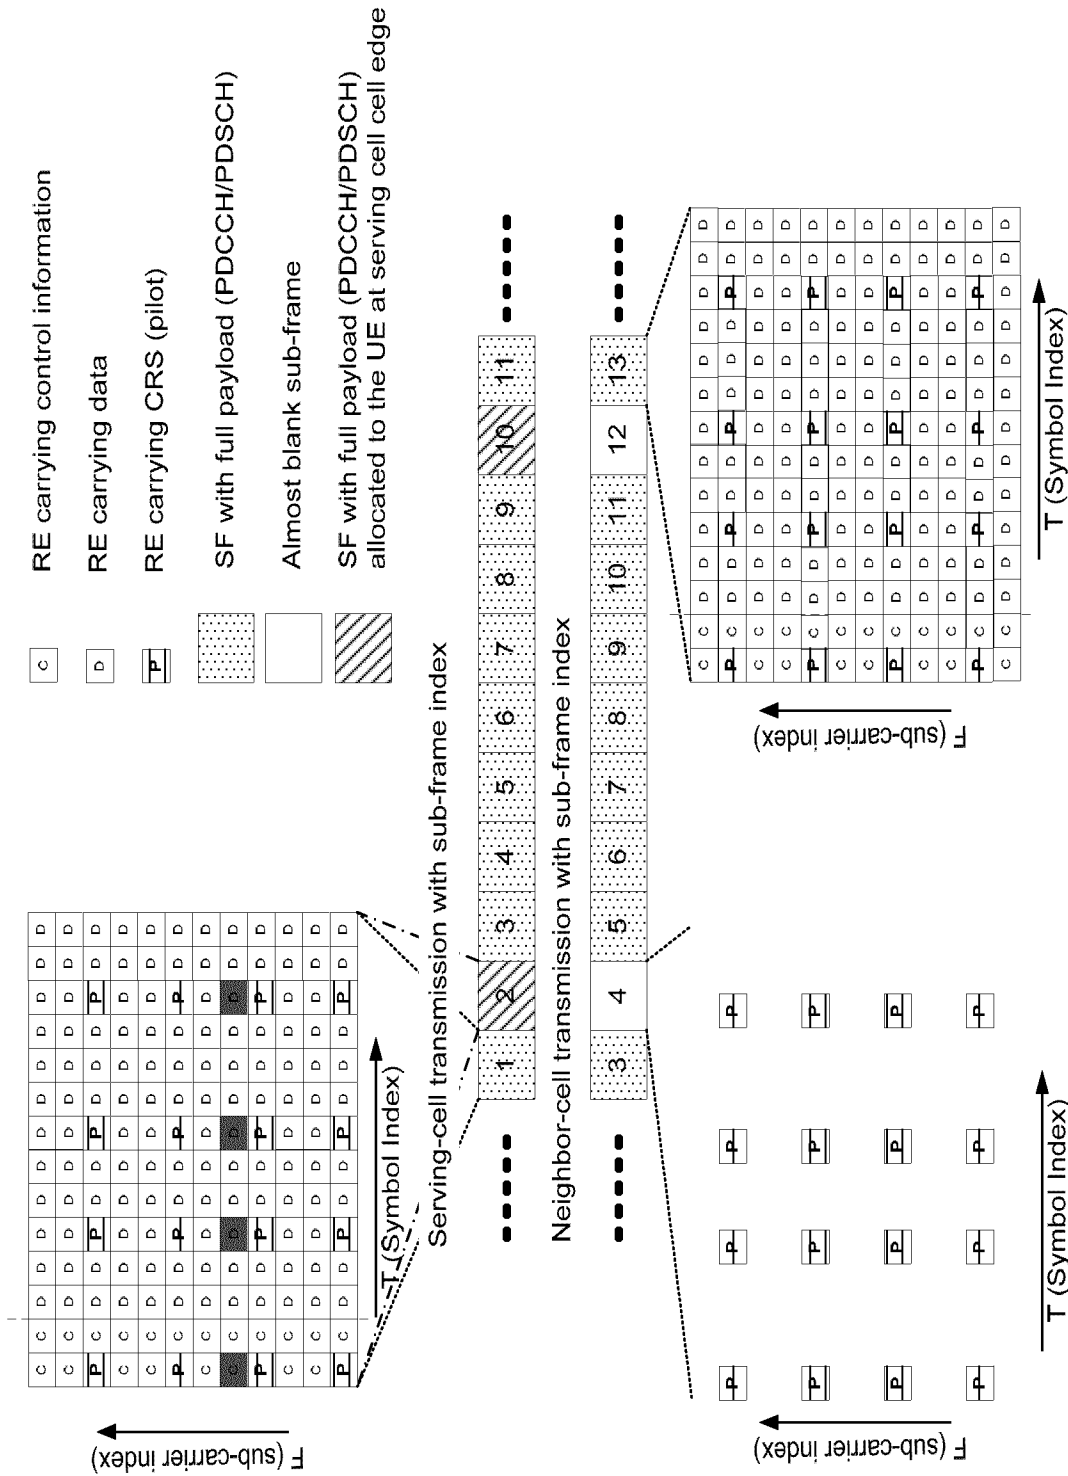 C C D D D D D D D D D D D D
C C D D D D D D D D D D D D
P C D D P D D P D D D P D D
C C D D D D D D D D D D D D
C C D D D D D D D D D D D D
P C D D P D D P D D D P D D
C C D D D D D D D D D D D D
C C D D D D D D D D D D D D
P C D D P D D P D D D P D D
C C D D D D D D D D D D D D
C C D D D D D D D D D D D D
P C D D P D D P D D D P D D
F (sub-carrier index)
T (Symbol Index)
C RE carrying control information
D RE carrying data
P RE carrying CRS (pilot)
SF with full payload (PDCCH/PDSCH)
Almost blank sub-frame
SF with full payload (PDCCH/PDSCH)
allocated to the UE at serving cell cell edge
Serving-cell transmission with sub-frame index
1 2 3 4 5 6 7 8 9 10 11
Neighbor-cell transmission with sub-frame index
3 4 5 6 7 8 9 10 11 12 13
P P P P
P P P P
P P P P
P P P P
F (sub-carrier index)
T (Symbol Index)
C C D D D D D D D D D D D D
P C D D P D D P D D D P D D
C C D D D D D D D D D D D D
C C D D D D D D D D D D D D
P C D D P D D P D D D P D D
C C D D D D D D D D D D D D
C C D D D D D D D D D D D D
P C D D P D D P D D D P D D
C C D D D D D D D D D D D D
C C D D D D D D D D D D D D
P C D D P D D P D D D P D D
C C D D D D D D D D D D D D
F (sub-carrier index)
T (Symbol Index)